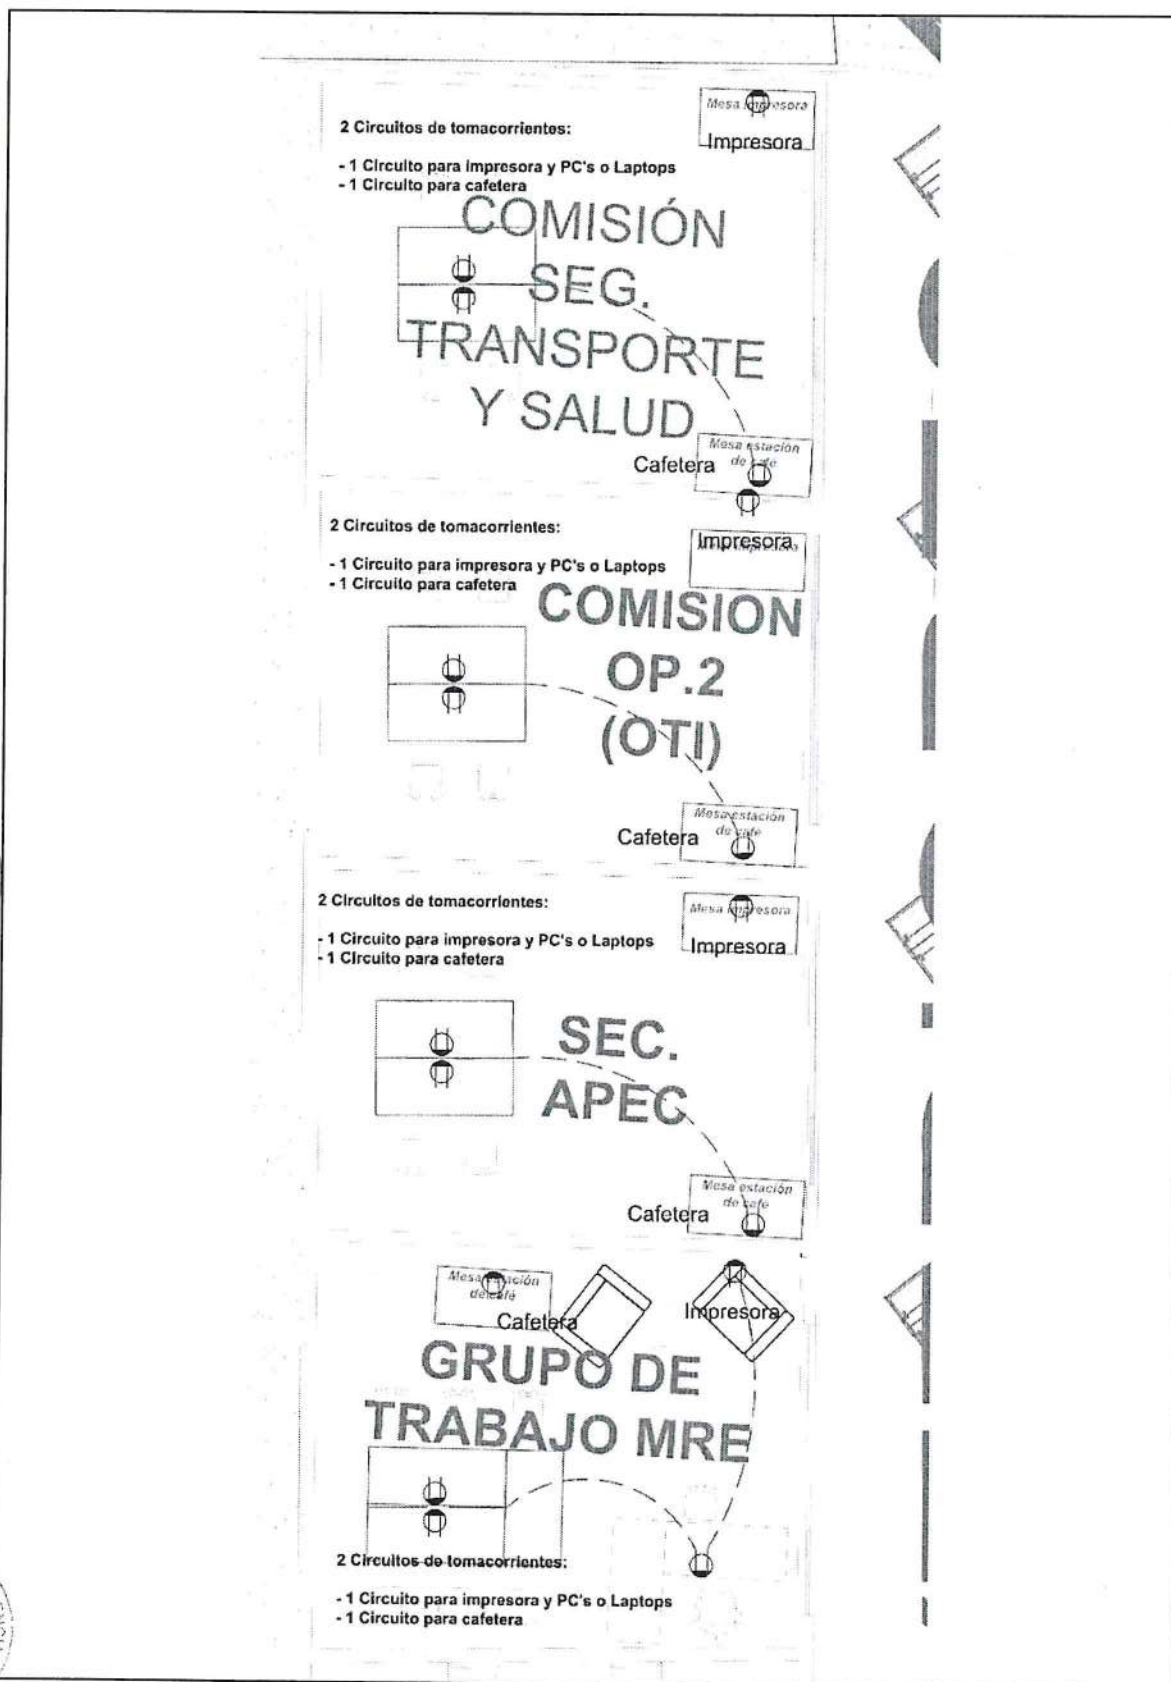 Mesa impresora
Impresora
2 Circuitos de tomacorrientes:
- 1 Circuito para impresora y PC's o Laptops
- 1 Circuito para cafetera
COMISIÓN
SEG.
TRANSPORTE
Y SALUD
Mesa estación
de café
Cafetera
2 Circuitos de tomacorrientes:
- 1 Circuito para impresora y PC's o Laptops
- 1 Circuito para cafetera
Impresora
Mesa impresora
COMISION
OP.2
(OTI)
Mesa estación
de café
Cafetera
2 Circuitos de tomacorrientes:
- 1 Circuito para impresora y PC's o Laptops
- 1 Circuito para cafetera
Mesa impresora
Impresora
SEC.
APEC
Mesa estación
de café
Cafetera
Mesa estación
de café
Cafetera
Impresora
GRUPO DE
TRABAJO MRE
2 Circuitos de tomacorrientes:
- 1 Circuito para impresora y PC's o Laptops
- 1 Circuito para cafetera